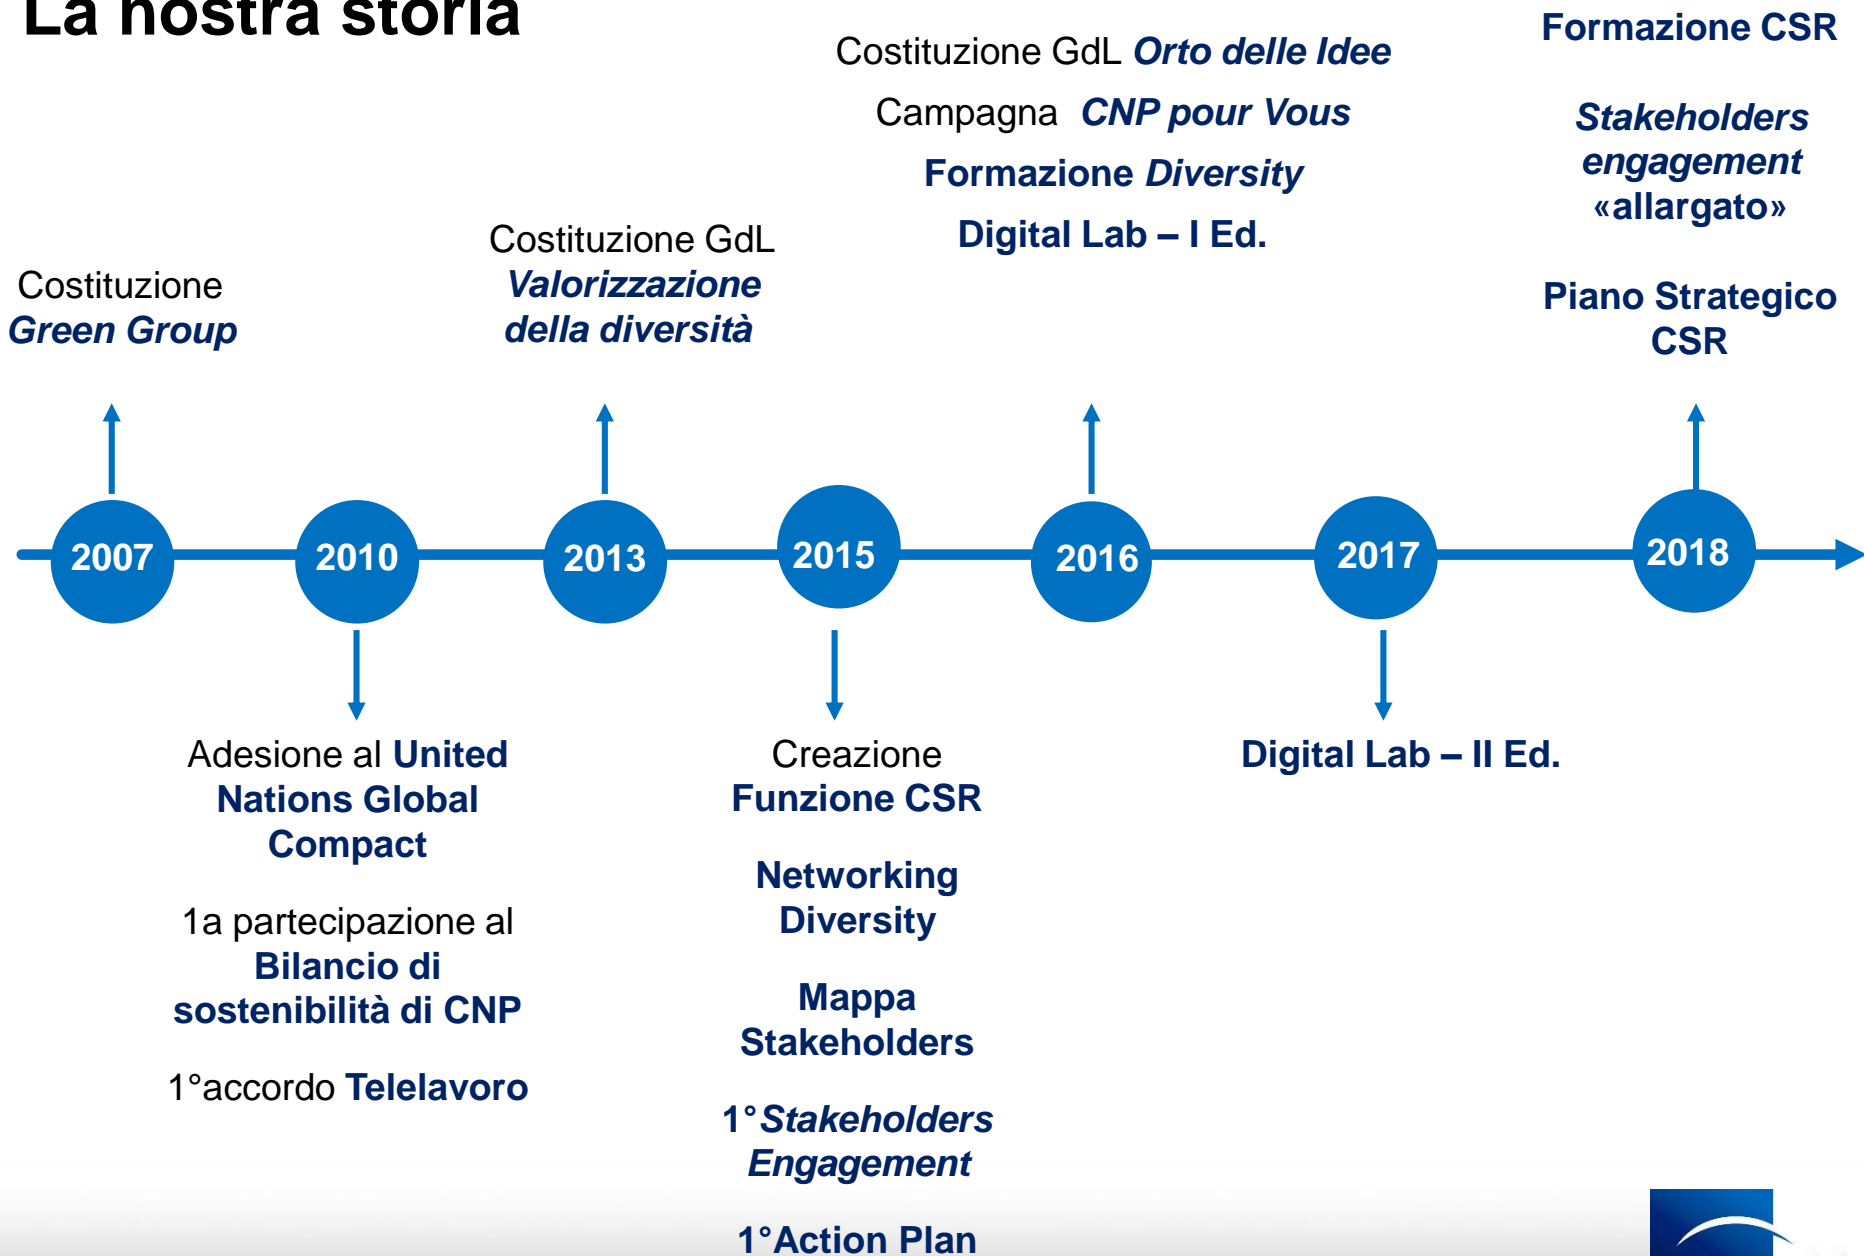 La nostra storia
Costituzione
Green Group
Costituzione GdL
Valorizzazione
della diversità
Costituzione GdL Orto delle Idee
Campagna CNP pour Vous
Formazione Diversity
Digital Lab – I Ed.
Formazione CSR
Stakeholders
engagement
«allargato»
Piano Strategico
CSR
2007
2010
2013
2015
2016
2017
2018
Adesione al United
Nations Global
Compact
1a partecipazione al
Bilancio di
sostenibilità di CNP
1°accordo Telelavoro
Creazione
Funzione CSR
Networking
Diversity
Mappa
Stakeholders
1°Stakeholders
Engagement
1°Action Plan
Digital Lab – II Ed.